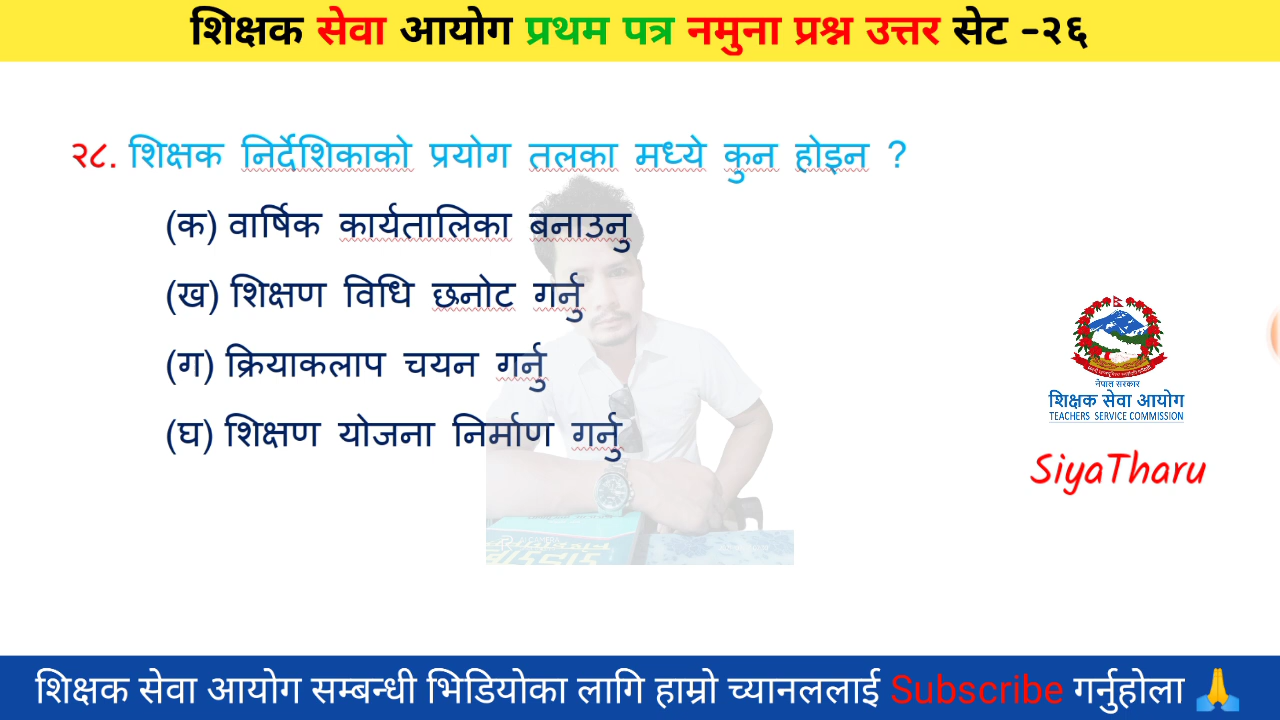 शिक्षक सेवा आयोग प्रथम पत्र नमुना प्रश्न उत्तर सेट -२६
२८. शिक्षक निर्देशिकाको प्रयोग तलका मध्ये कुन होइन ?
(क) वार्षिक कार्यतालिका बनाउनु
(ख) शिक्षण विधि छनोट गर्नु
(ग) क्रियाकलाप चयन गर्नु
(घ) शिक्षण योजना निर्माण गर्नु
नेपाल सरकार
शिक्षक सेवा आयोग
TEACHERS SERVICE COMMISSION
SiyaTharu
शिक्षक सेवा आयोग सम्बन्धी भिडियोका लागि हाम्रो च्यानललाई Subscribe गर्नुहोला 🙏